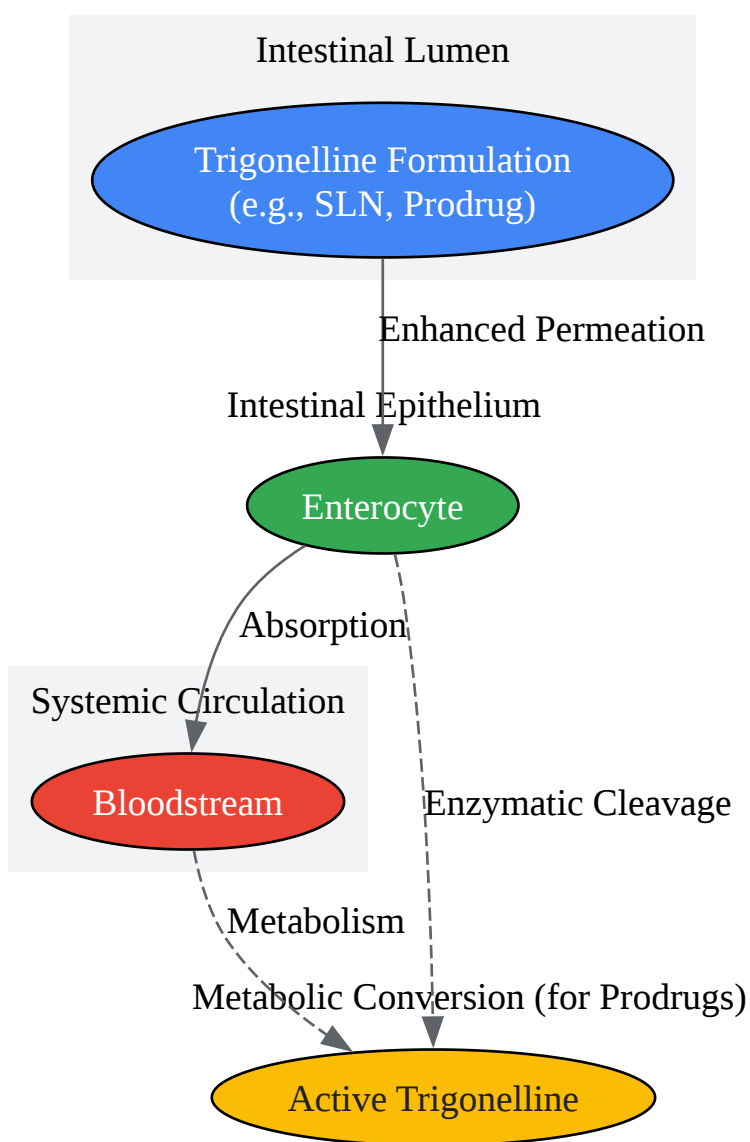 Intestinal Lumen
Trigonelline Formulation
(e.g., SLN, Prodrug)
Enhanced Permeation
Intestinal Epithelium
Enterocyte
Absorption
Systemic Circulation
Bloodstream
Enzymatic Cleavage
Metabolism
Metabolic Conversion (for Prodrugs)
Active Trigonelline